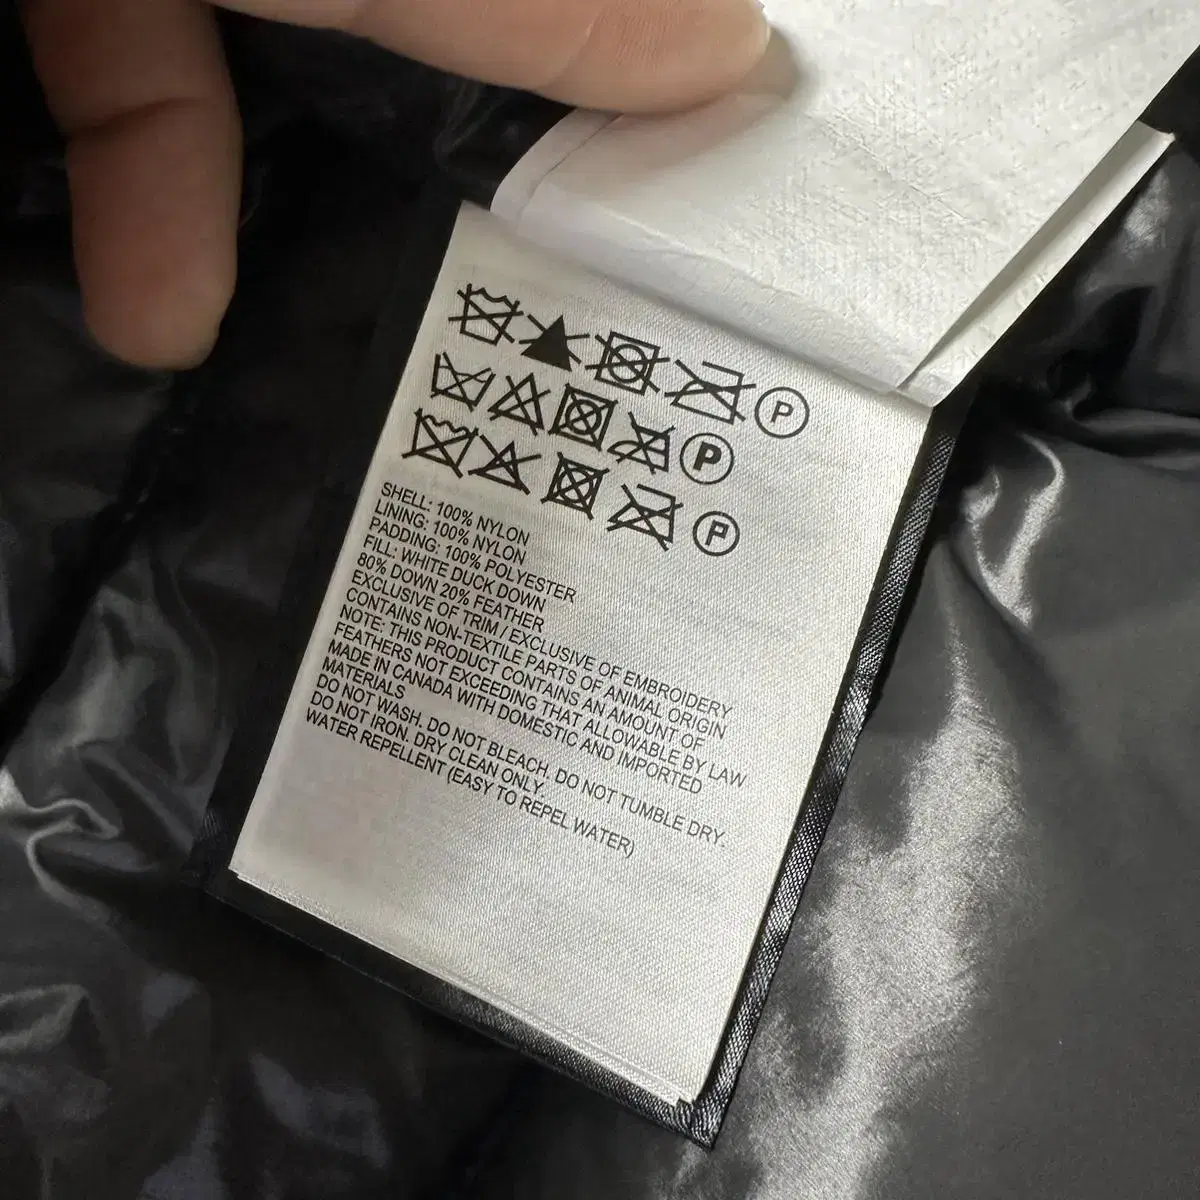 P
P
P
SHELL: 100% NYLON
LINING: 100% NYLON
PADDING: 100% POLYESTER
FILL: WHITE DUCK DOWN
80% DOWN 20% FEATHER
EXCLUSIVE OF TRIM / EXCLUSIVE OF EMBROIDERY
CONTAINS NON-TEXTILE PARTS OF ANIMAL ORIGIN
NOTE: THIS PRODUCT CONTAINS AN AMOUNT OF
FEATHERS NOT EXCEEDING THAT ALLOWABLE BY LAW
MADE IN CANADA WITH DOMESTIC AND IMPORTED
MATERIALS
DO NOT WASH. DO NOT BLEACH. DO NOT TUMBLE DRY.
DO NOT IRON. DRY CLEAN ONLY.
WATER REPELLENT (EASY TO REPEL WATER)